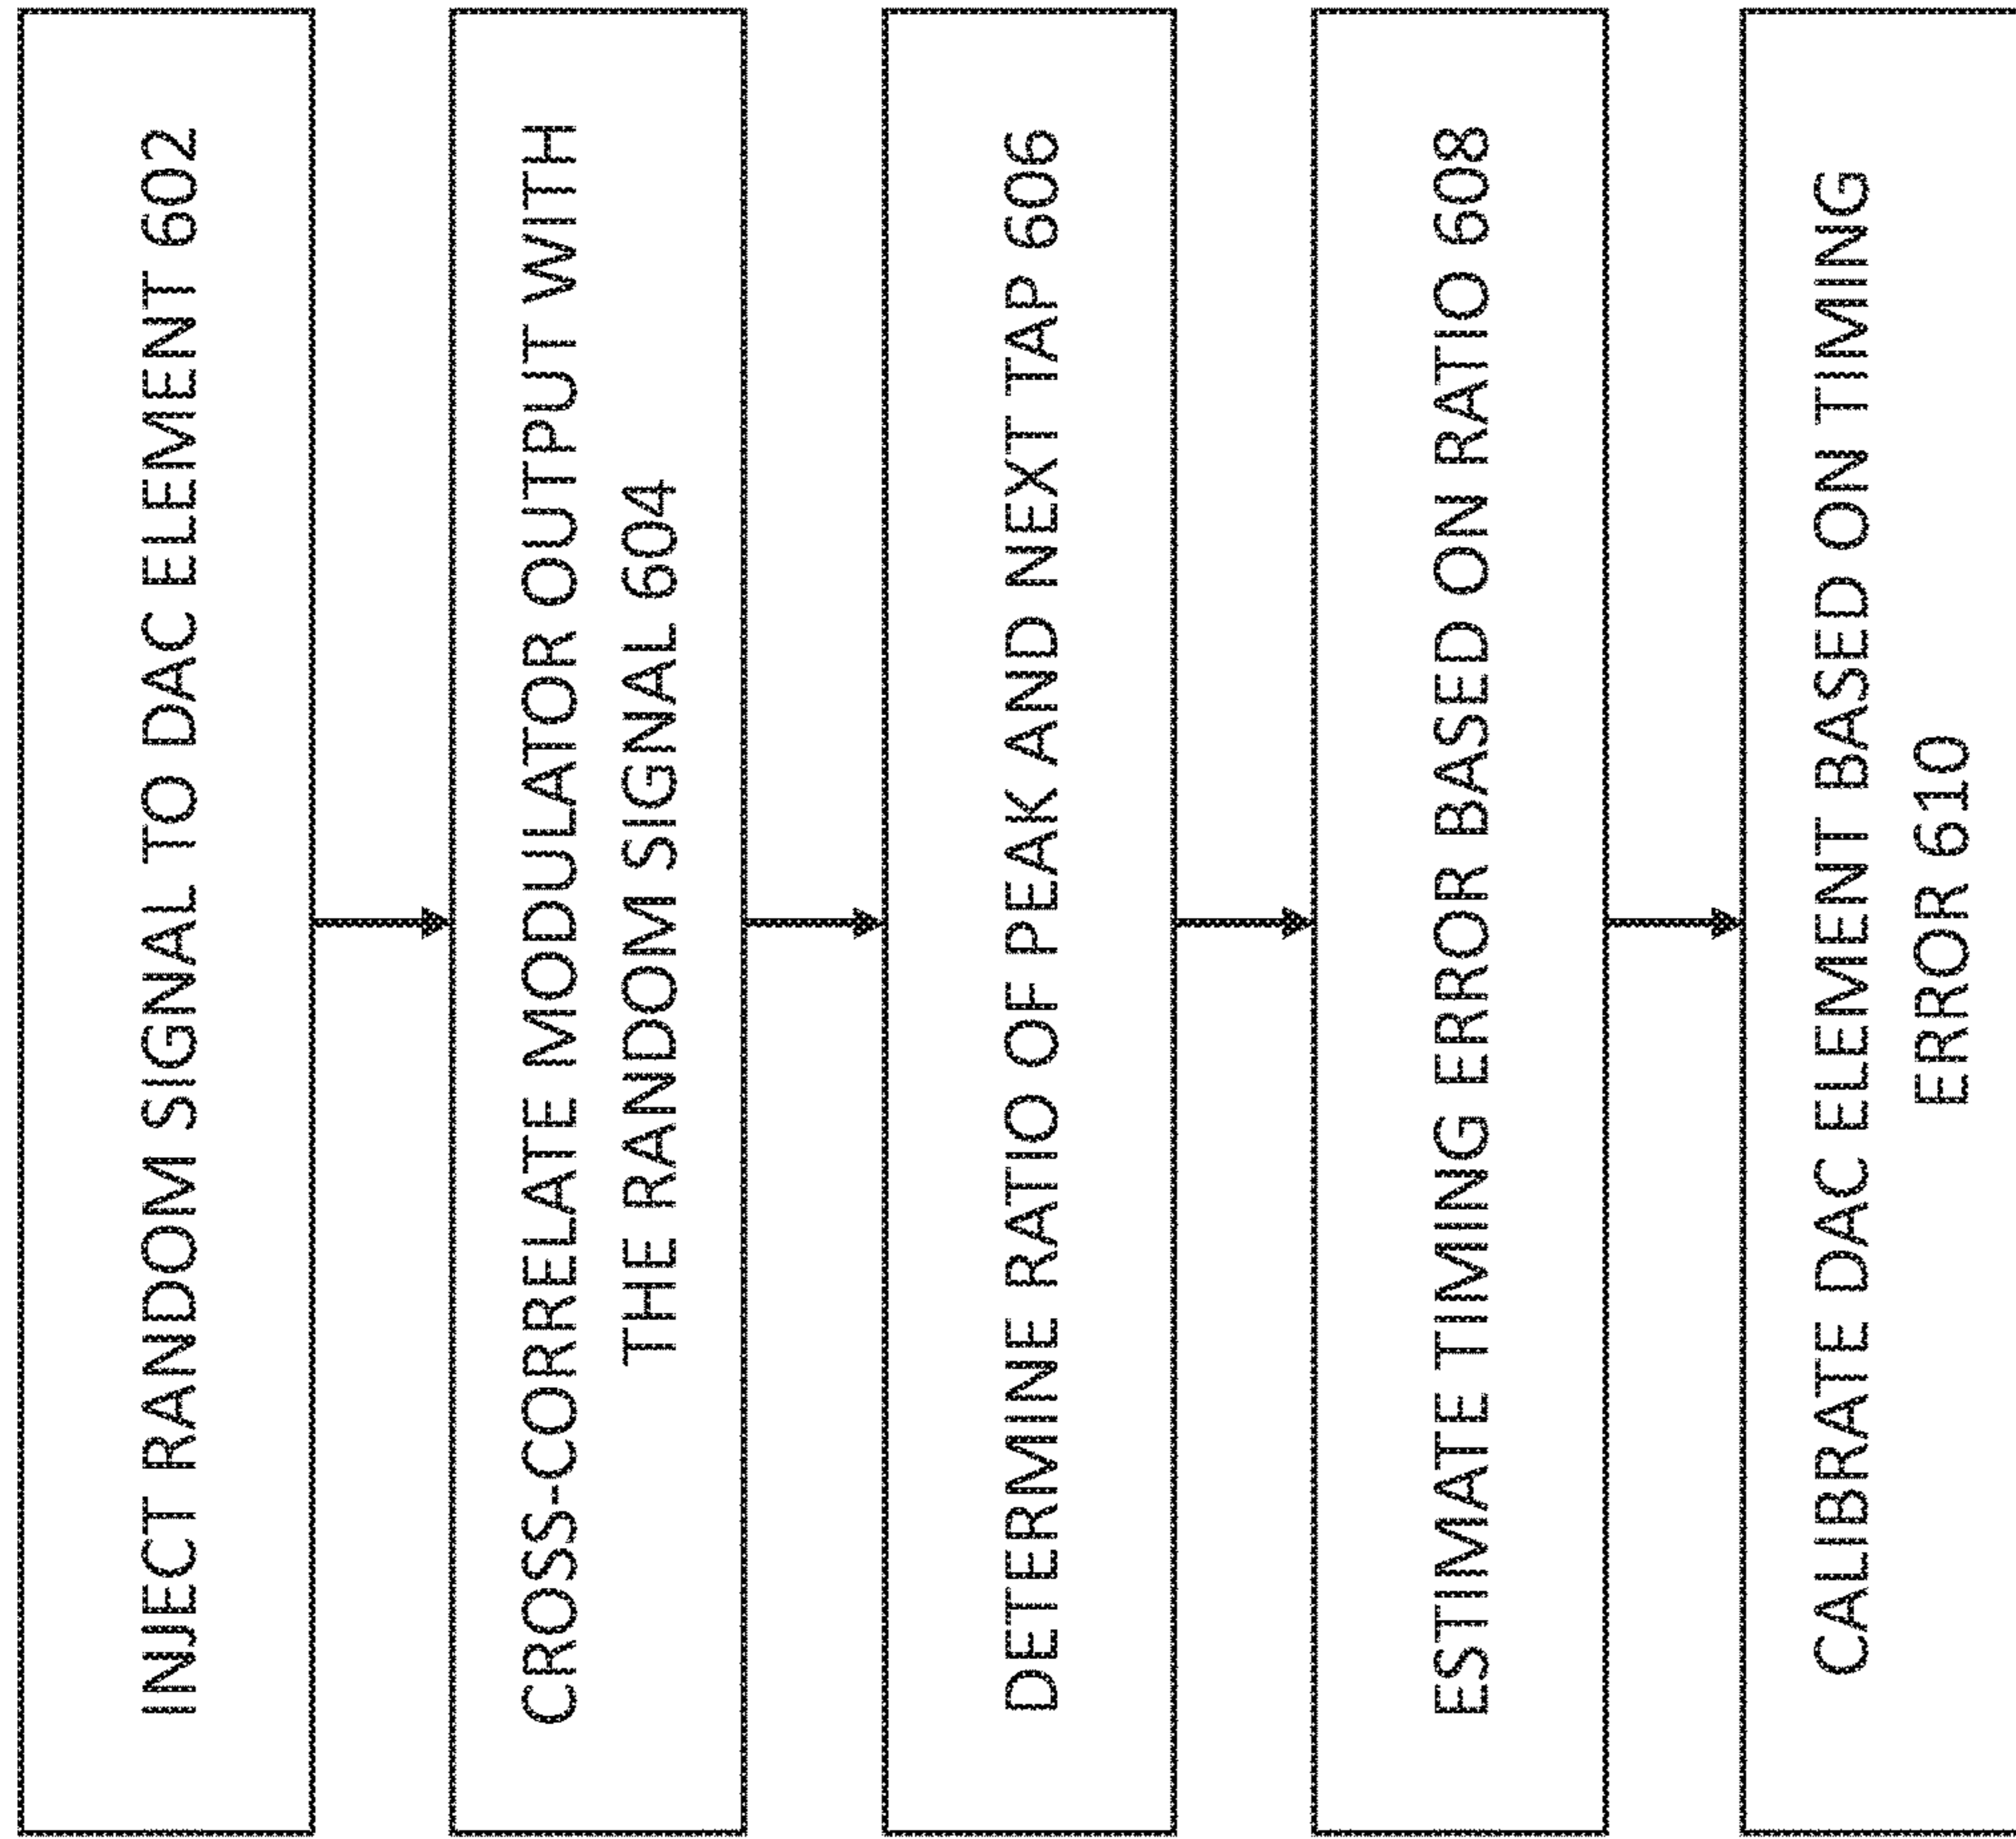 INJECT RANDOM SIGNAL TO DAC ELEMENT 602
CROSS-CORRELATE MODULATOR OUTPUT WITH
THE RANDOM SIGNAL 604
DETERMINE RATIO OF PEAK AND NEXT TAP 606
ESTIMATE TIMING ERROR BASED ON RATIO 608
CALIBRATE DAC ELEMENT BASED ON TIMING
ERROR 610